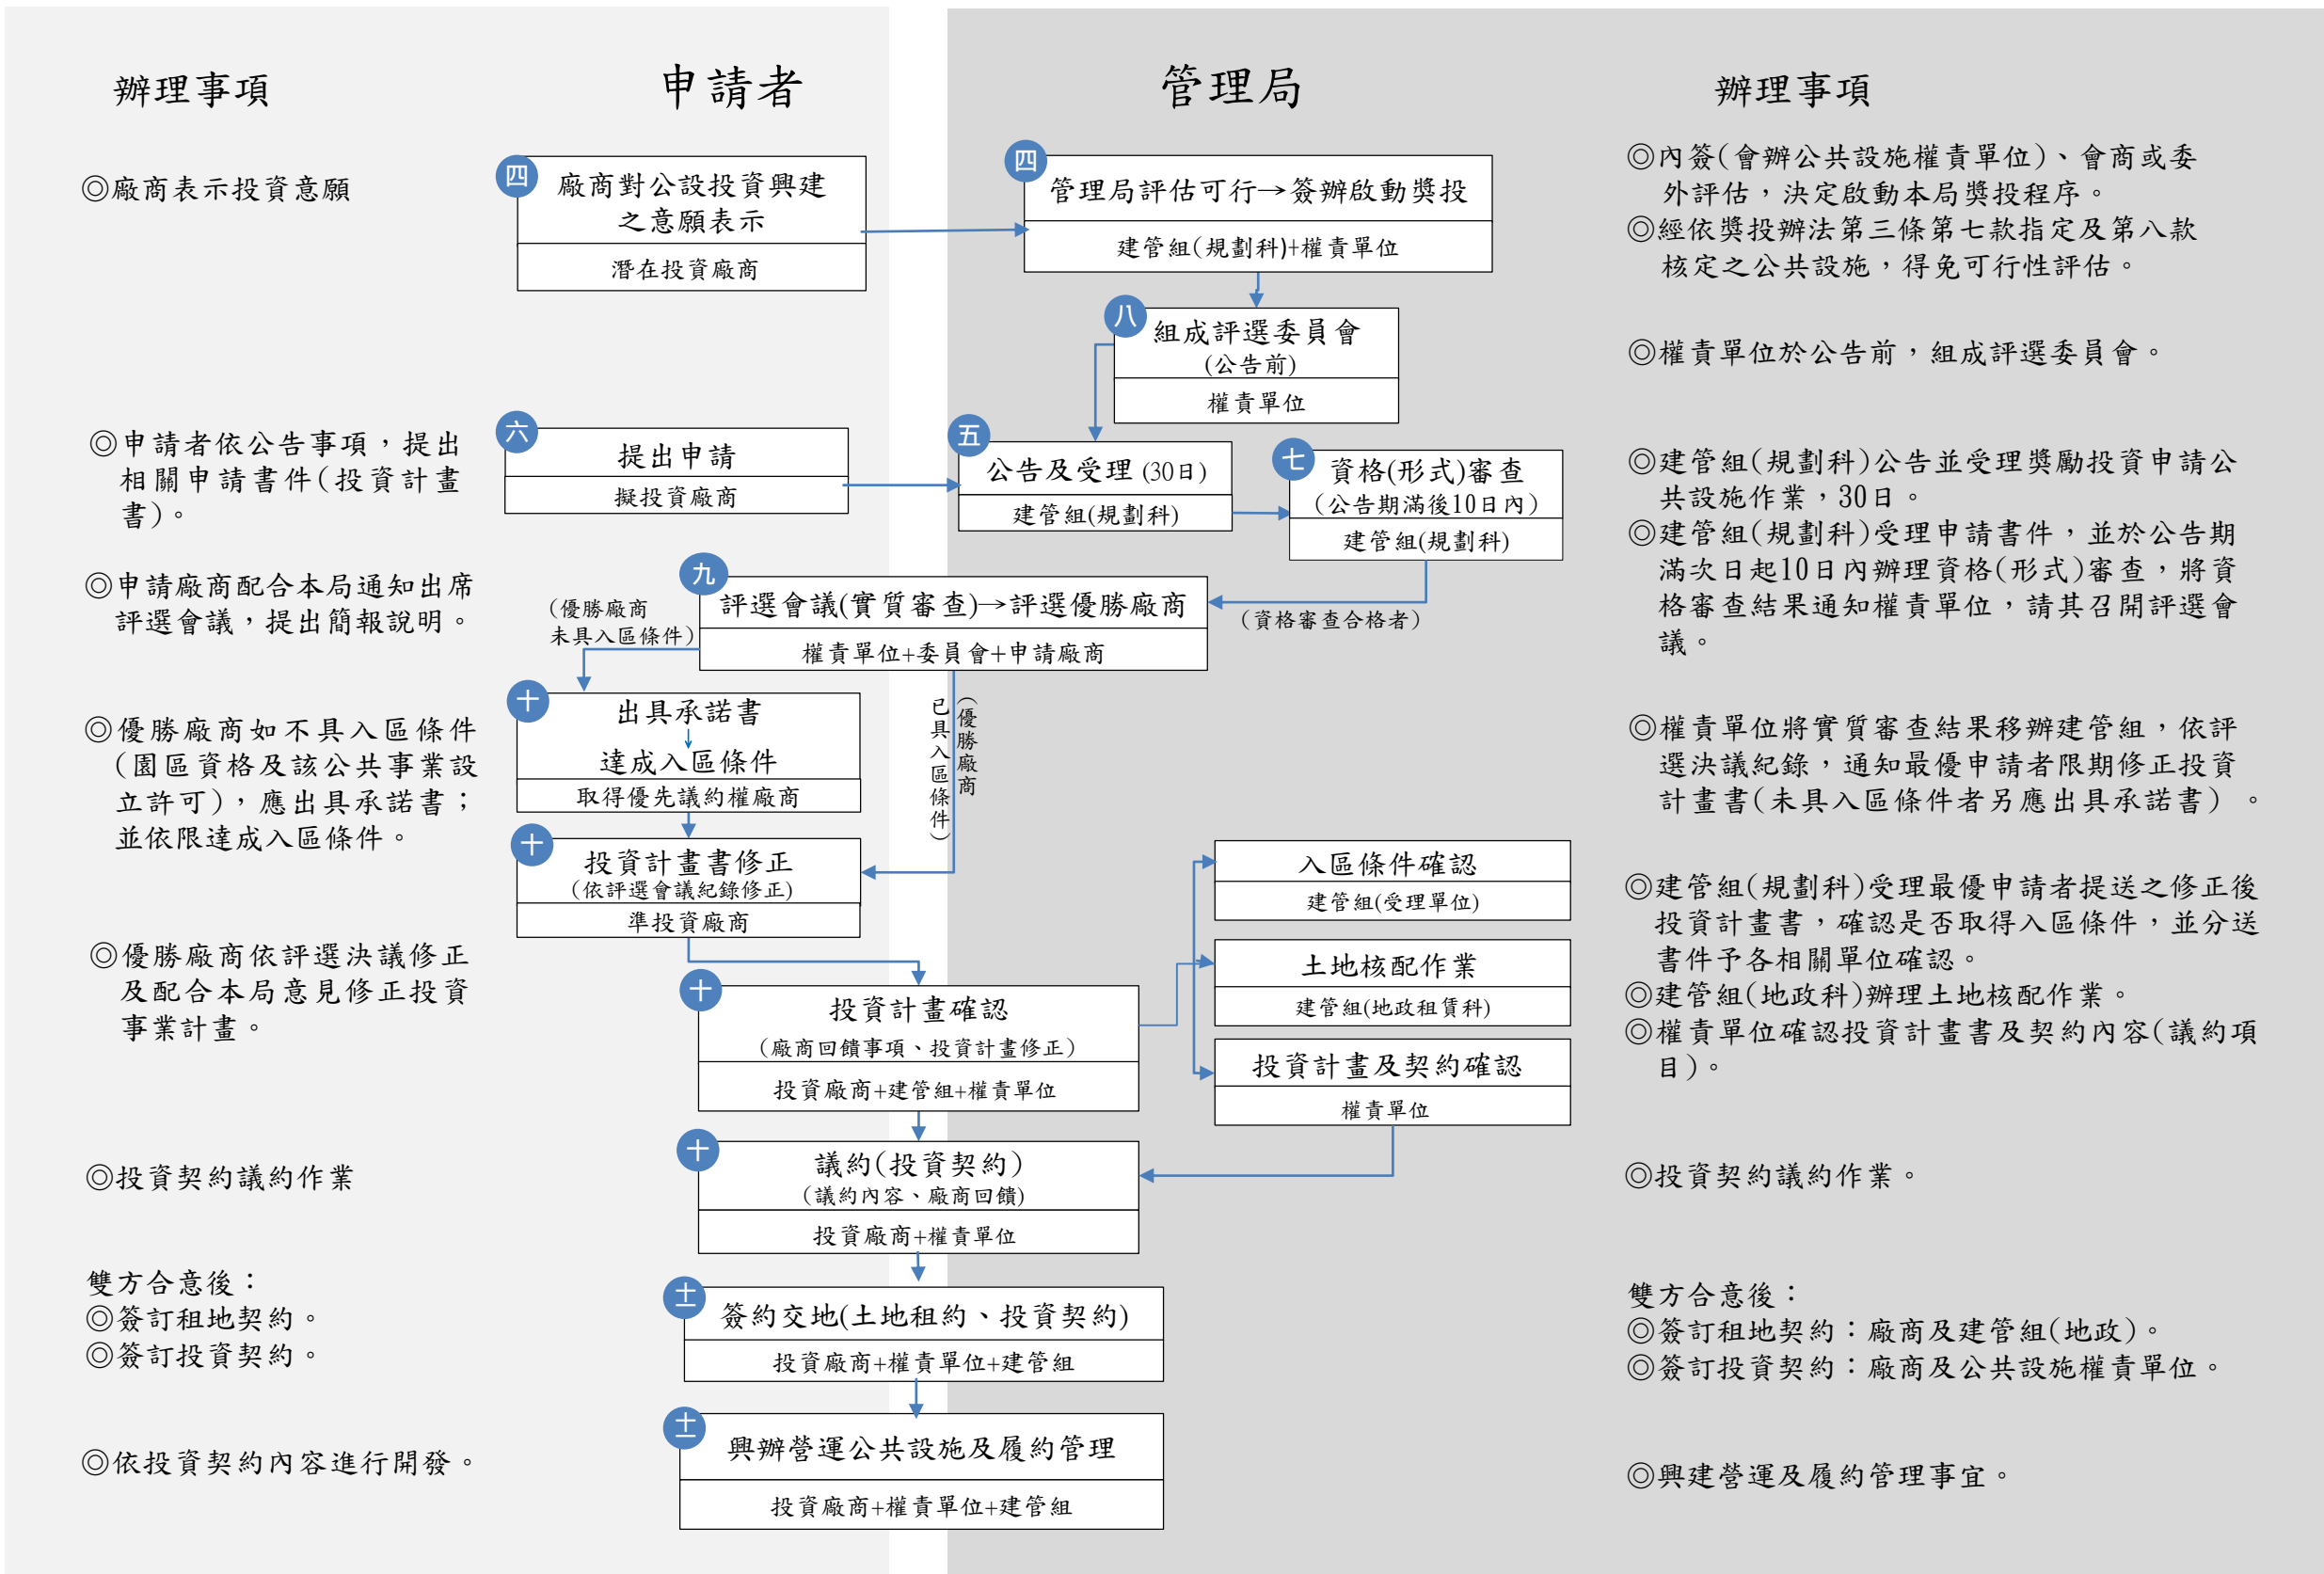 辦理事項
申請者
管理局
辦理事項
◎廠商表示投資意願
四
廠商對公設投資興建
之意願表示
潛在投資廠商
四
管理局評估可行→簽辦啟動獎投
建管組(規劃科)+權責單位
◎內簽(會辦公共設施權責單位)、會商或委
外評估，決定啟動本局獎投程序。
◎經依獎投辦法第三條第七款指定及第八款
核定之公共設施，得免可行性評估。
八
組成評選委員會
(公告前)
權責單位
◎權責單位於公告前，組成評選委員會。
◎申請者依公告事項，提出
相關申請書件(投資計畫
書)。
六
提出申請
擬投資廠商
五
公告及受理 (30日)
建管組(規劃科)
七
資格(形式)審查
(公告期滿後10日內)
建管組(規劃科)
◎建管組(規劃科)公告並受理獎勵投資申請公
共設施作業，30日。
◎建管組(規劃科)受理申請書件，並於公告期
滿次日起10日內辦理資格(形式)審查，將資
格審查結果通知權責單位，請其召開評選會
議。
◎申請廠商配合本局通知出席
評選會議，提出簡報說明。
九
評選會議(實質審查)→評選優勝廠商
權責單位+委員會+申請廠商
(優勝廠商
未具入區條件)
(資格審查合格者)
(優勝廠商
已具入區條件)
◎優勝廠商如不具入區條件
(園區資格及該公共事業設
立許可)，應出具承諾書；
並依限達成入區條件。
十
出具承諾書
↓
達成入區條件
取得優先議約權廠商
◎權責單位將實質審查結果移辦建管組，依評
選決議紀錄，通知最優申請者限期修正投資
計畫書(未具入區條件者另應出具承諾書) 。
十
投資計畫書修正
(依評選會議紀錄修正)
準投資廠商
入區條件確認
建管組(受理單位)
土地核配作業
建管組(地政租賃科)
投資計畫及契約確認
權責單位
◎建管組(規劃科)受理最優申請者提送之修正後
投資計畫書，確認是否取得入區條件，並分送
書件予各相關單位確認。
◎建管組(地政科)辦理土地核配作業。
◎權責單位確認投資計畫書及契約內容(議約項
目)。
◎優勝廠商依評選決議修正
及配合本局意見修正投資
事業計畫。
十
投資計畫確認
(廠商回饋事項、投資計畫修正)
投資廠商+建管組+權責單位
◎投資契約議約作業
十
議約(投資契約)
(議約內容、廠商回饋)
投資廠商+權責單位
◎投資契約議約作業。
雙方合意後：
◎簽訂租地契約。
◎簽訂投資契約。
十一
簽約交地(土地租約、投資契約)
投資廠商+權責單位+建管組
雙方合意後：
◎簽訂租地契約：廠商及建管組(地政)。
◎簽訂投資契約：廠商及公共設施權責單位。
◎依投資契約內容進行開發。
十一
興辦營運公共設施及履約管理
投資廠商+權責單位+建管組
◎興建營運及履約管理事宜。